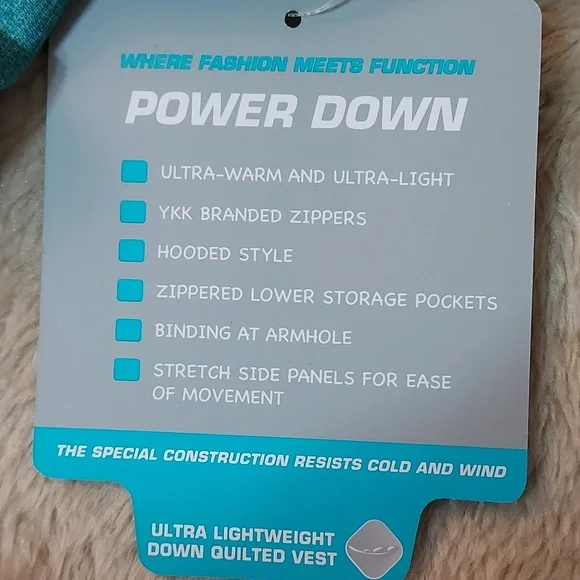 WHERE FASHION MEETS FUNCTION
POWER DOWN
ULTRA-WARM AND ULTRA-LIGHT
YKK BRANDED ZIPPERS
HOODED STYLE
ZIPPERED LOWER STORAGE POCKETS
BINDING AT ARMHOLE
STRETCH SIDE PANELS FOR EASE
OF MOVEMENT
THE SPECIAL CONSTRUCTION RESISTS COLD AND WIND
ULTRA LIGHTWEIGHT
DOWN QUILTED VEST